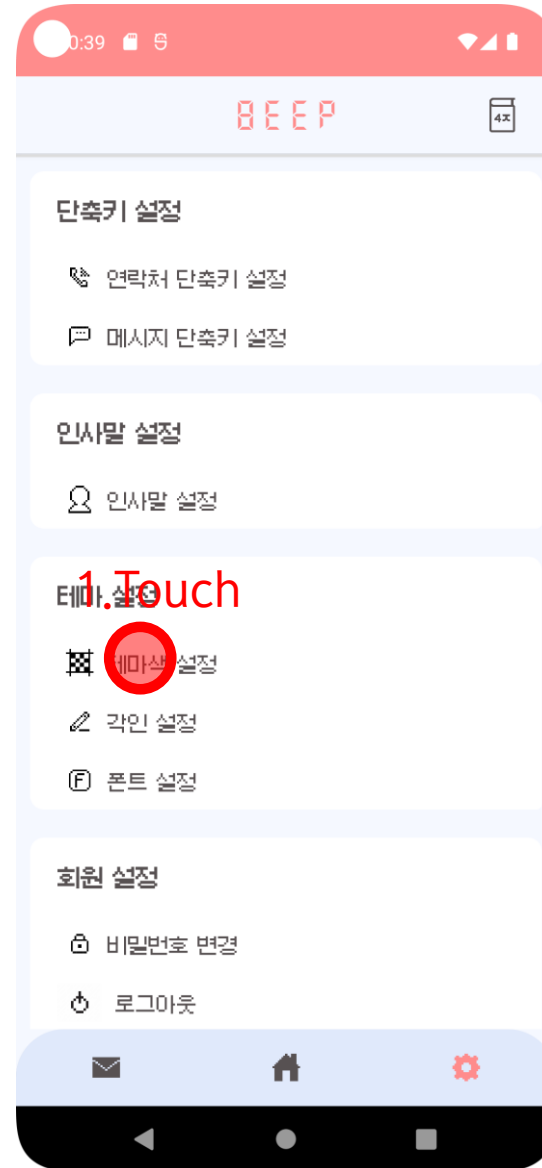 0:39
BEEP
4x
단축키 설정
연락처 단축키 설정
메시지 단축키 설정
인사말 설정
인사말 설정
1.Touch
테마 설정
테마색 설정
각인 설정
F 폰트 설정
회원 설정
비밀번호 변경
로그아웃